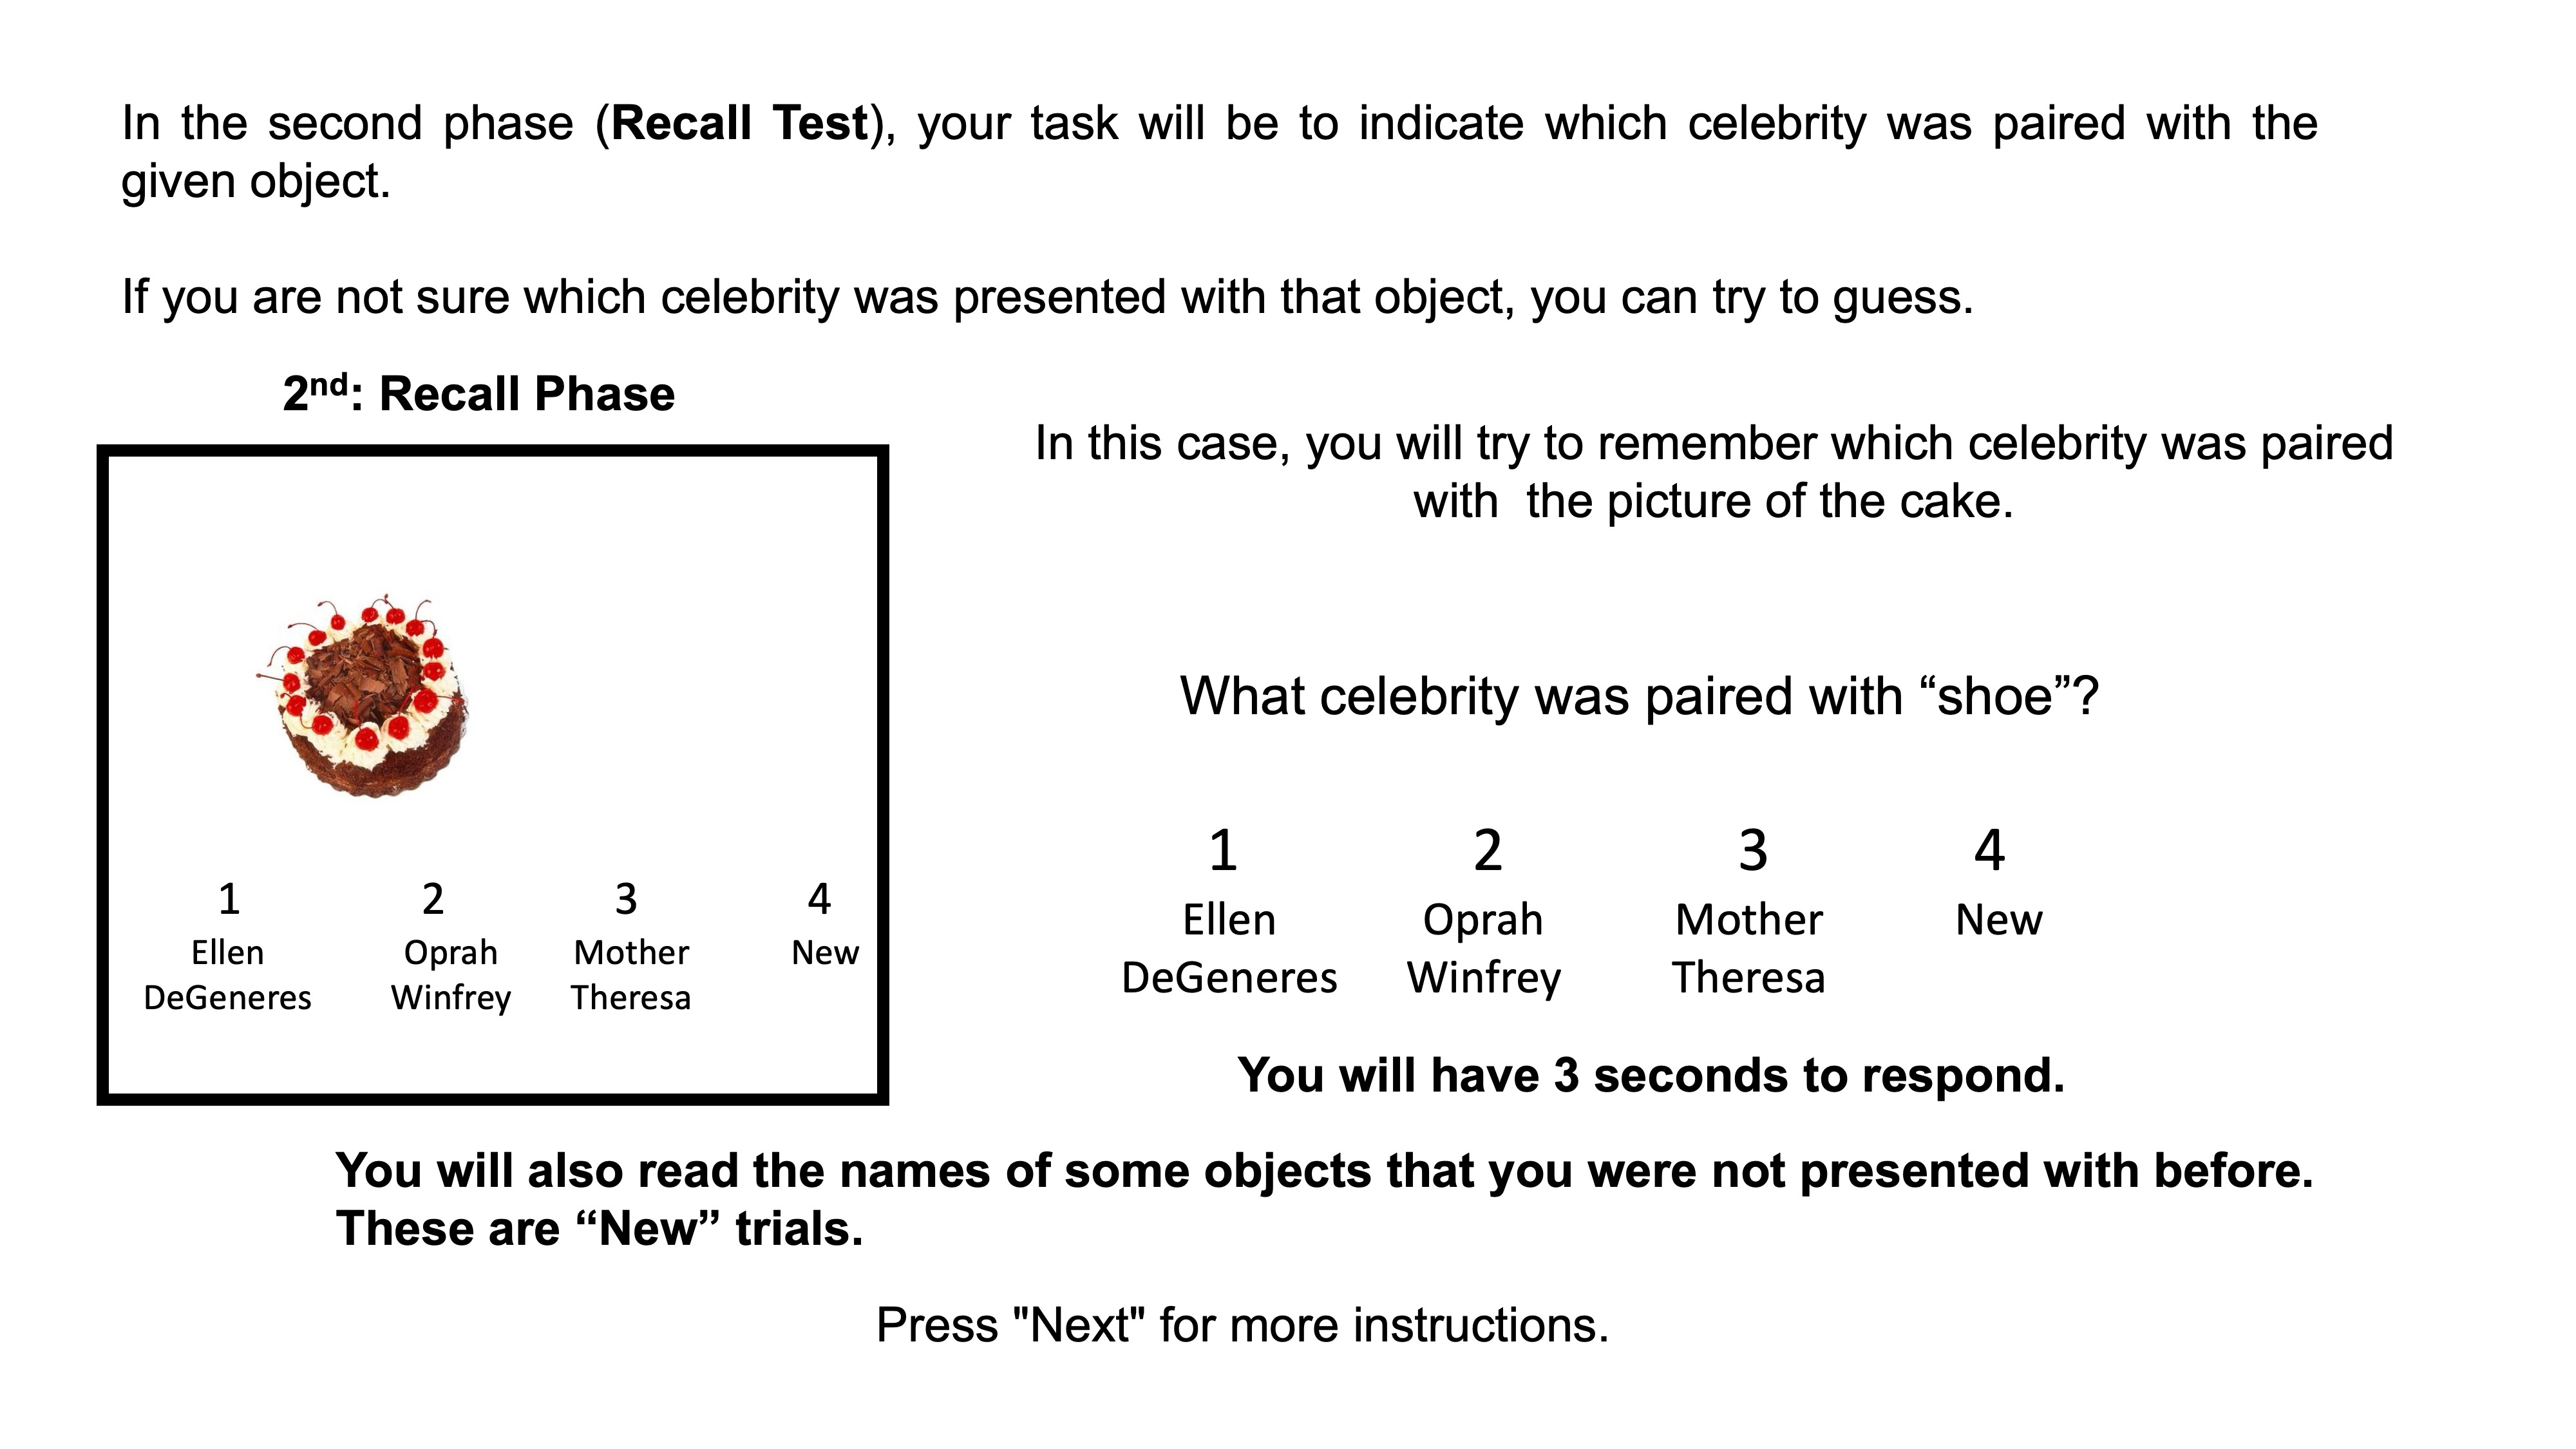 In the second phase (Recall Test), your task will be to indicate which celebrity was paired with the
given object.
If you are not sure which celebrity was presented with that object, you can try to guess.
2nd: Recall Phase
1 2 3 4
Ellen Oprah Mother New
DeGeneres Winfrey Theresa
In this case, you will try to remember which celebrity was paired
with the picture of the cake.
What celebrity was paired with “shoe”?
1 2 3 4
Ellen Oprah Mother New
DeGeneres Winfrey Theresa
You will have 3 seconds to respond.
You will also read the names of some objects that you were not presented with before.
These are “New” trials.
Press "Next" for more instructions.